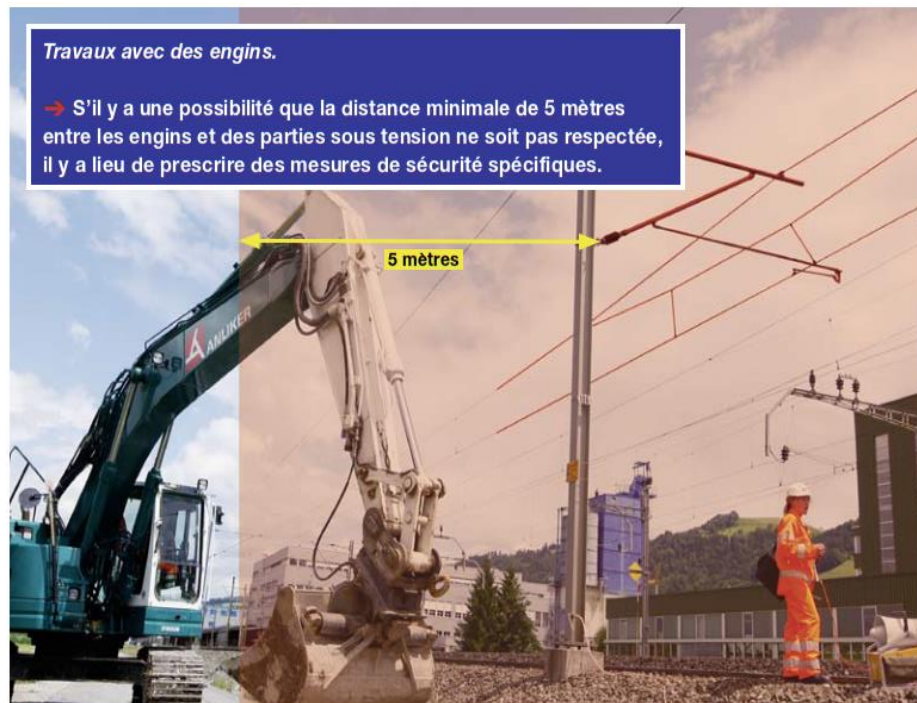 Travaux avec des engins.
➔ S’il y a une possibilité que la distance minimale de 5 mètres
entre les engins et des parties sous tension ne soit pas respectée,
il y a lieu de prescrire des mesures de sécurité spécifiques.
5 mètres
ANLIKER